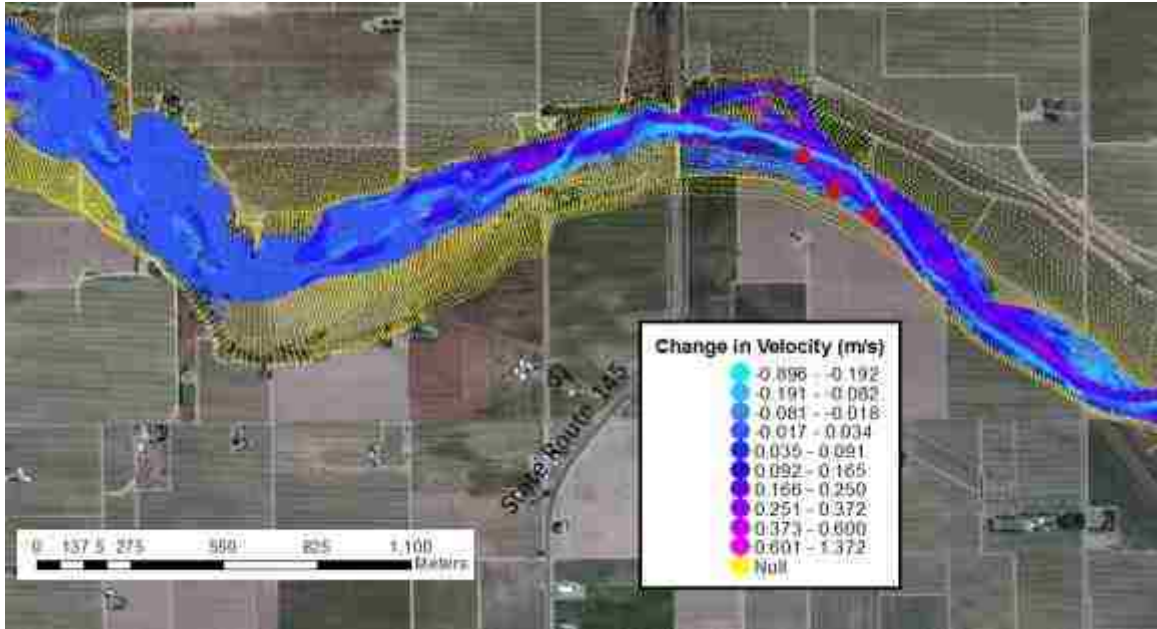 State Route 145
Change in Velocity (m/s)
-0.896 - -0.192
-0.191 - -0.082
-0.081 - -0.018
-0.017 - 0.034
0.035 - 0.091
0.092 - 0.165
0.166 - 0.250
0.251 - 0.372
0.373 - 0.600
0.601 - 1.372
Null
0 137.5 275 550 825 1,100
Meters